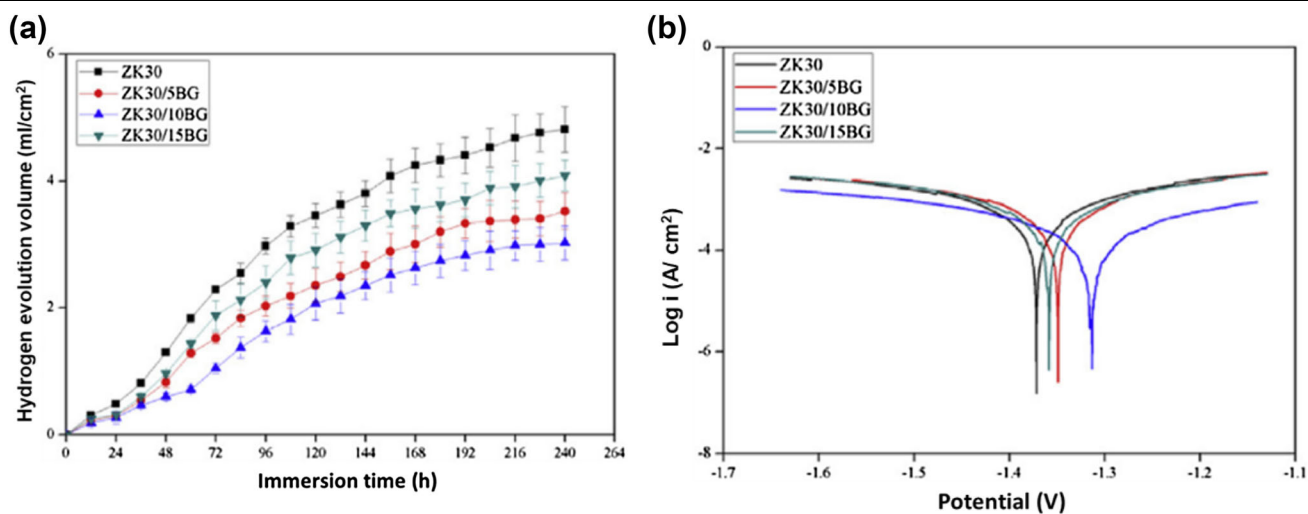 (a)
6
4
2
0
Hydrogen evolution volume (ml/cm²)
ZK30
ZK30/5BG
ZK30/10BG
ZK30/15BG
0 24 48 72 96 120 144 168 192 216 240 264
Immersion time (h)
(b)
0
-2
-4
-6
-8
Log i (A/ cm²)
ZK30
ZK30/5BG
ZK30/10BG
ZK30/15BG
-1.7 -1.6 -1.5 -1.4 -1.3 -1.2 -1.1
Potential (V)